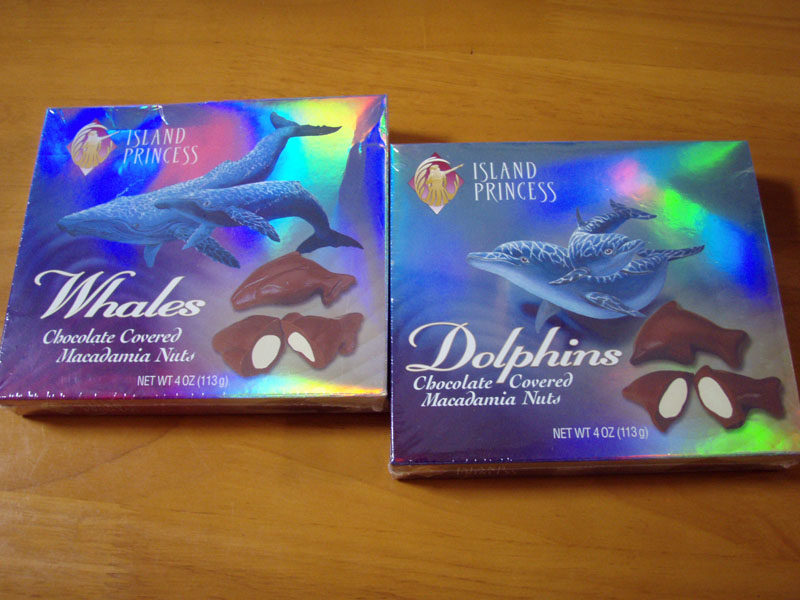 ISLAND
PRINCESS
Whales
Chocolate Covered
Macadamia Nuts
NET WT 4 OZ (113 g)
ISLAND
PRINCESS
Dolphins
Chocolate Covered
Macadamia Nuts
NET WT 4 OZ (113 g)